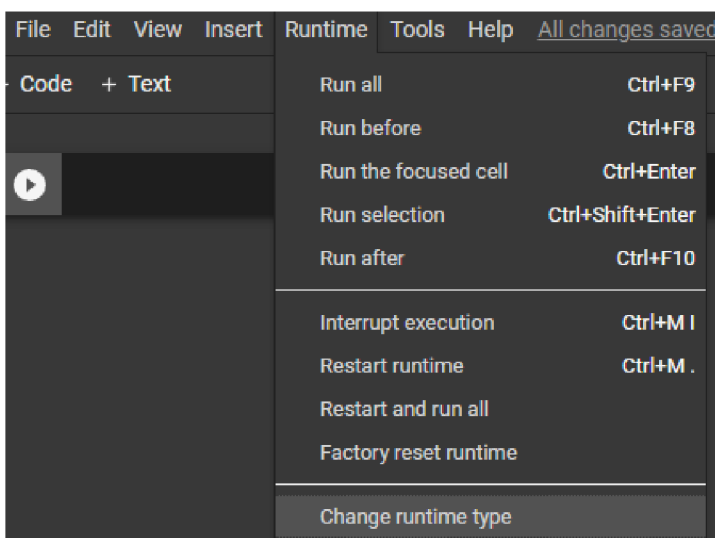 File Edit View Insert Runtime Tools Help All changes saved
Code + Text
Run all Ctrl+F9
Run before Ctrl+F8
Run the focused cell Ctrl+Enter
Run selection Ctrl+Shift+Enter
Run after Ctrl+F10
Interrupt execution Ctrl+M I
Restart runtime Ctrl+M .
Restart and run all
Factory reset runtime
Change runtime type